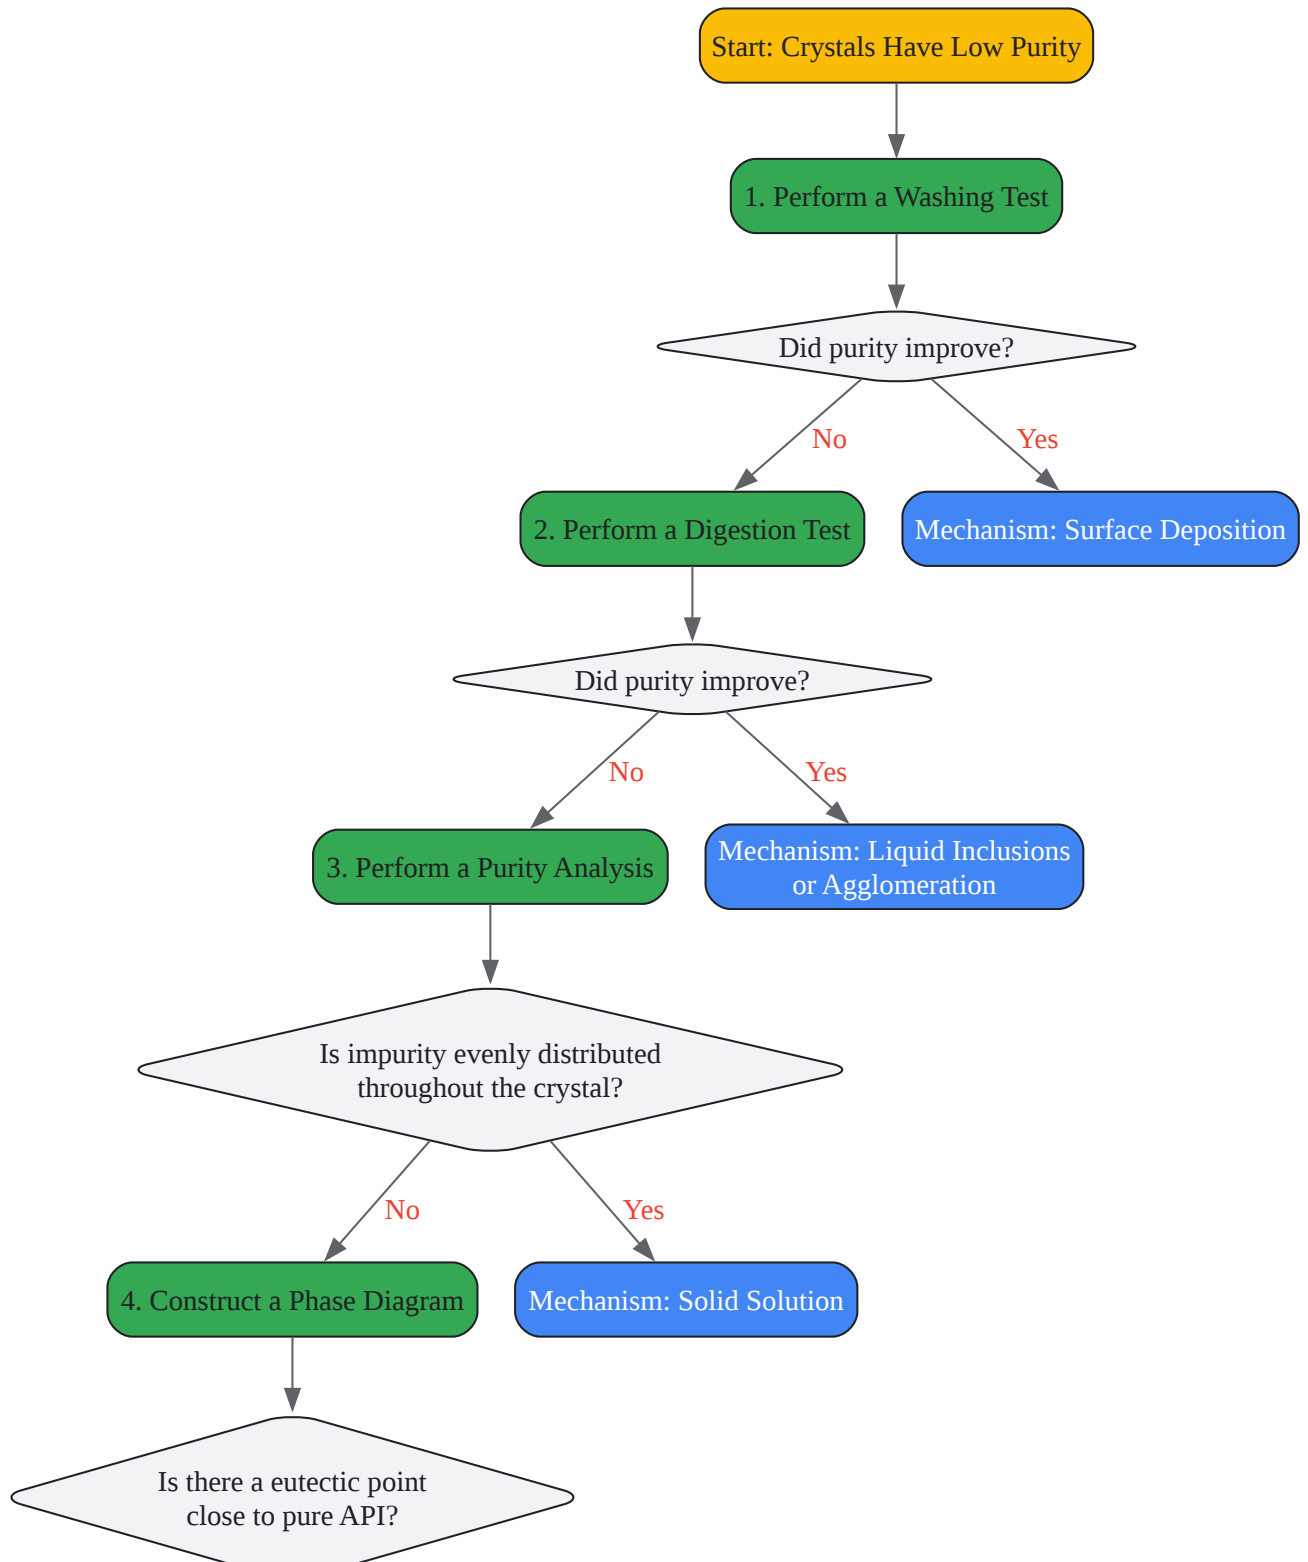 Start: Crystals Have Low Purity
1. Perform a Washing Test
Did purity improve?
No
Yes
2. Perform a Digestion Test
Mechanism: Surface Deposition
Did purity improve?
No
Yes
3. Perform a Purity Analysis
Mechanism: Liquid Inclusions
or Agglomeration
Is impurity evenly distributed
throughout the crystal?
No
Yes
4. Construct a Phase Diagram
Mechanism: Solid Solution
Is there a eutectic point
close to pure API?